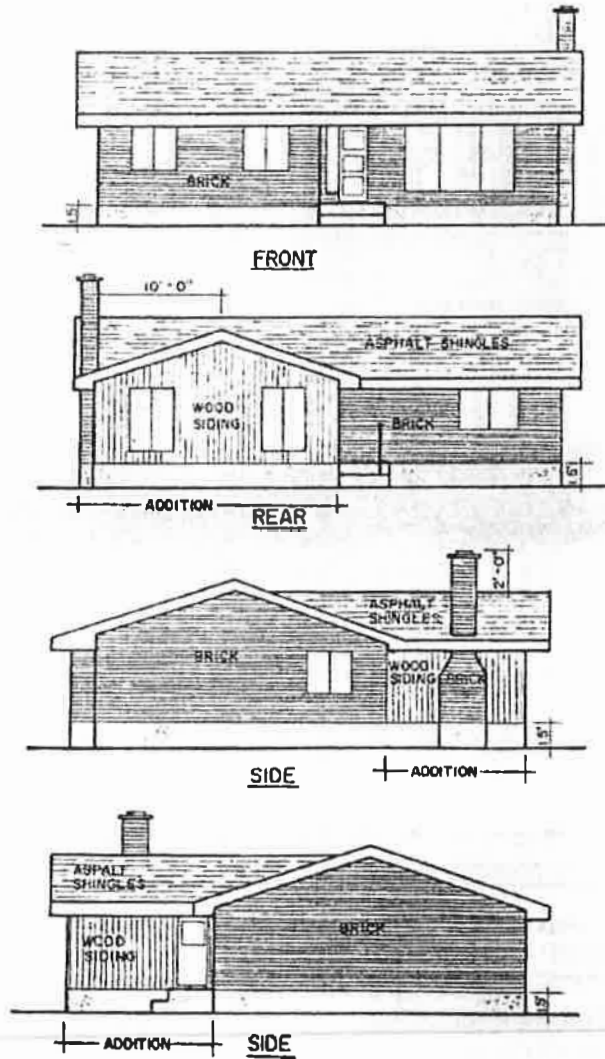 BRICK
1.5'
FRONT
10'-0"
ASPHALT SHINGLES
WOOD
SIDING
BRICK
1.5'
ADDITION
REAR
2'-0"
ASPHALT
SHINGLES
BRICK
WOOD
SIDING
BRICK
1.5'
ADDITION
SIDE
ASPALT
SHINGLES
BRICK
WOOD
SIDING
1.5'
ADDITION
SIDE